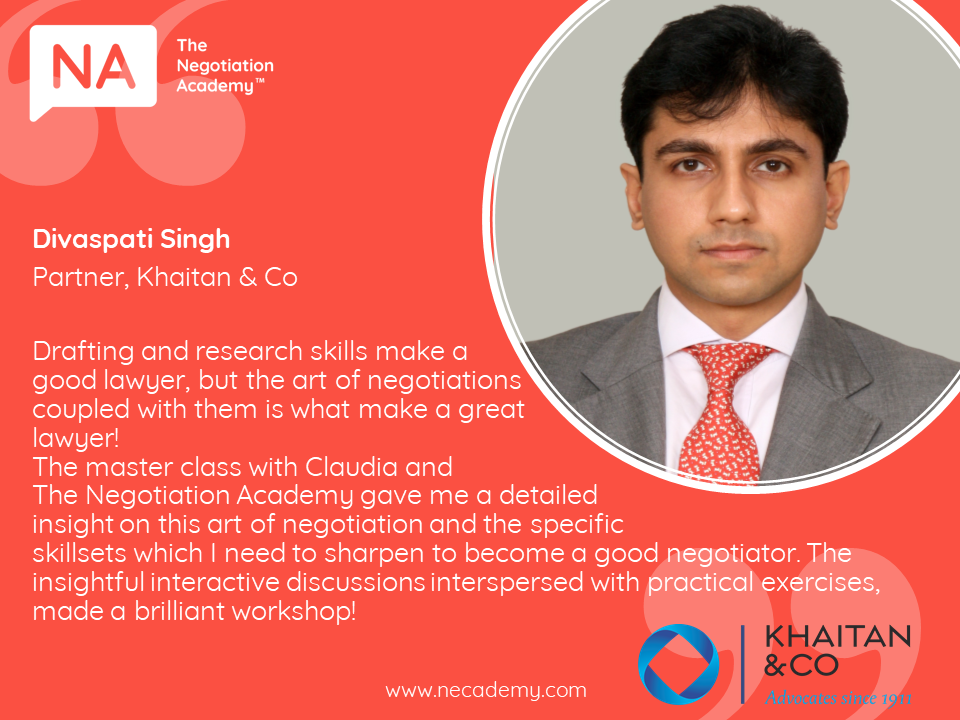 NA
The
Negotiation
Academy™
Divaspati Singh
Partner, Khaitan & Co
Drafting and research skills make a
good lawyer, but the art of negotiations
coupled with them is what make a great
lawyer!
The master class with Claudia and
The Negotiation Academy gave me a detailed
insight on this art of negotiation and the specific
skillsets which I need to sharpen to become a good negotiator. The
insightful interactive discussions interspersed with practical exercises,
made a brilliant workshop!
KHAITAN
&CO
Advocates since 1911
www.necademy.com